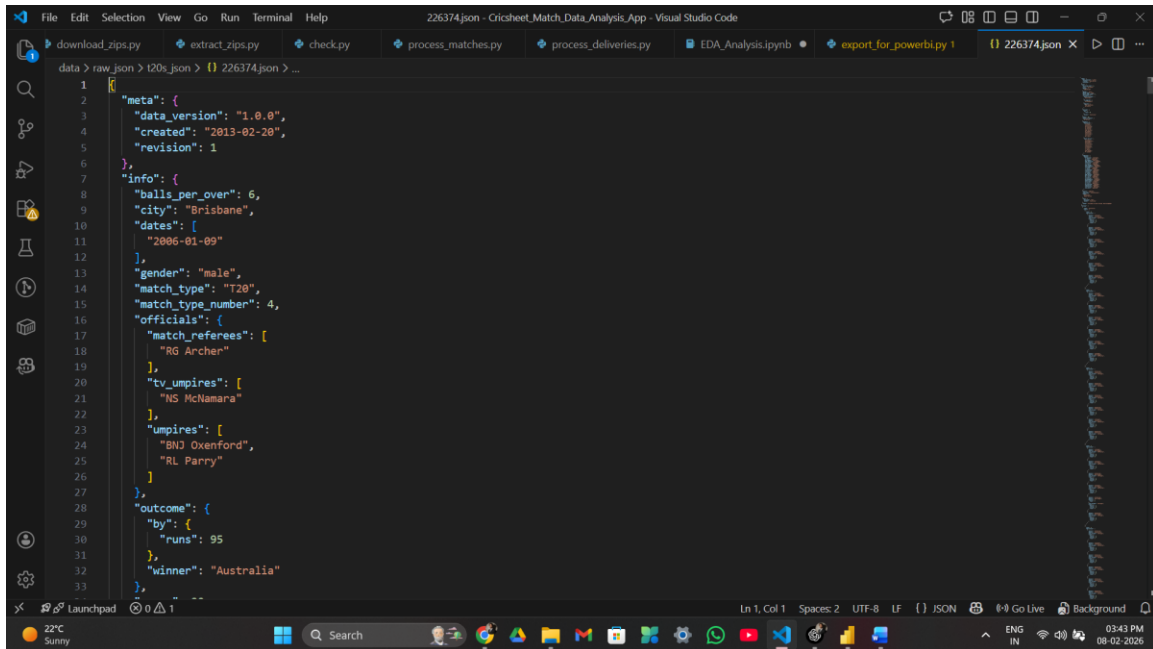 File Edit Selection View Go Run Terminal Help
226374.json - Cricsheet_Match_Data_Analysis_App - Visual Studio Code
download_zips.py extract_zips.py check.py process_matches.py process_deliveries.py EDA_Analysis.ipynb export_for_powerbi.py 1 {} 226374.json
data > raw_json > t20s_json > {} 226374.json > ...
1 {
2 "meta": {
3 "data_version": "1.0.0",
4 "created": "2013-02-20",
5 "revision": 1
6 },
7 "info": {
8 "balls_per_over": 6,
9 "city": "Brisbane",
10 "dates": [
11 "2006-01-09"
12 ],
13 "gender": "male",
14 "match_type": "T20",
15 "match_type_number": 4,
16 "officials": {
17 "match_referees": [
18 "RG Archer"
19 ],
20 "tv_umpires": [
21 "NS McNamara"
22 ],
23 "umpires": [
24 "BNJ Oxenford",
25 "RL Parry"
26 ]
27 },
28 "outcome": {
29 "by": {
30 "runs": 95
31 },
32 "winner": "Australia"
33 },
Launchpad 0 1 Ln 1, Col 1 Spaces: 2 UTF-8 LF {} JSON Go Live Background
22°C
Sunny
Search
ENG
IN
03:43 PM
08-02-2026